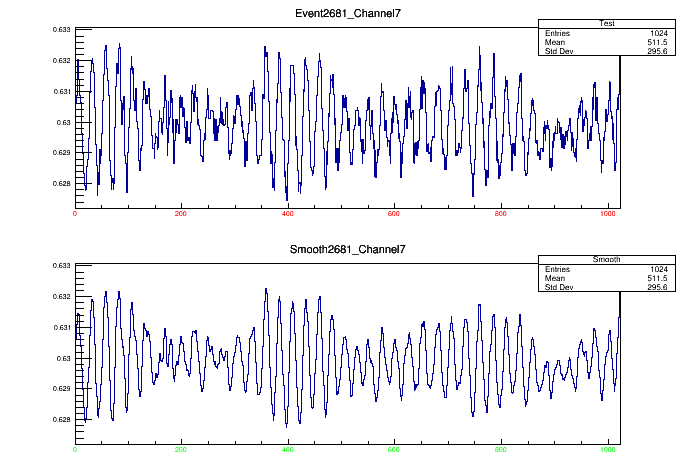 Event2681_Channel7
Test
Entries 1024
Mean 511.5
Std Dev 295.6
0.633
0.632
0.631
0.63
0.629
0.628
0 200 400 600 800 1000
Smooth2681_Channel7
Smooth
Entries 1024
Mean 511.5
Std Dev 295.6
0.633
0.632
0.631
0.63
0.629
0.628
0 200 400 600 800 1000